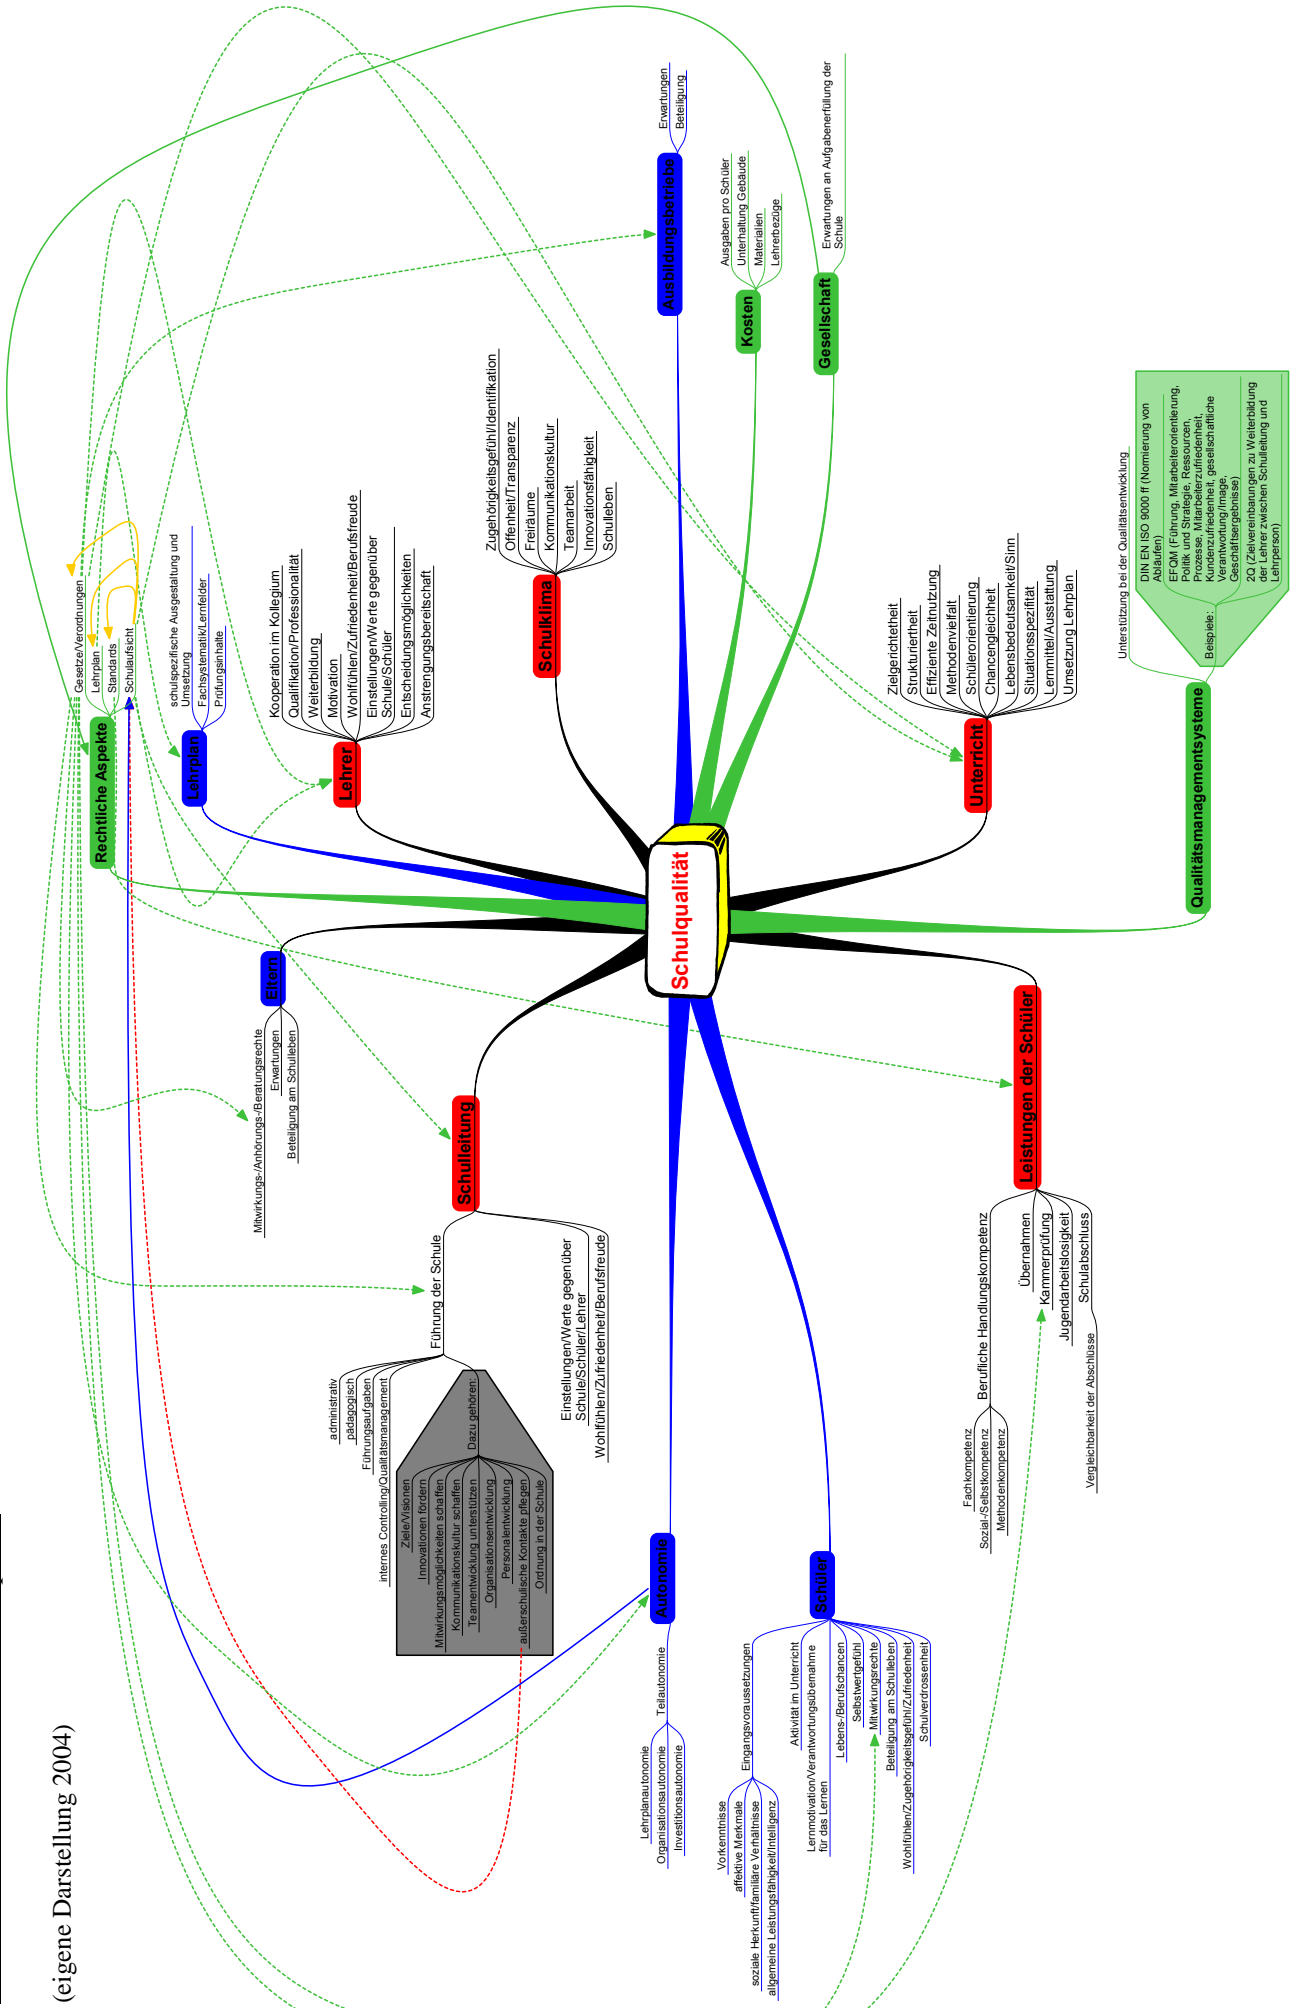 (eigene Darstellung 2004)
Schulqualität
Rechtliche Aspekte
Gesetze/Verordnungen
Lehrplan
Standards
Schulaufsicht
Lehrplan
schulspezifische Ausgestaltung und
Umsetzung
Fachsystematik/Lernfelder
Prüfungsinhalte
Lehrer
Kooperation im Kollegium
Qualifikation/Professionalität
Weiterbildung
Motivation
Wohlfühlen/Zufriedenheit/Berufsfreude
Einstellungen/Werte gegenüber
Schule/Schüler
Entscheidungsmöglichkeiten
Anstrengungsbereitschaft
Schulklima
Zugehörigkeitsgefühl/Identifikation
Offenheit/Transparenz
Freiräume
Kommunikationskultur
Teamarbeit
Innovationsfähigkeit
Schulleben
Ausbildungsbetriebe
Erwartungen
Beteiligung
Kosten
Ausgaben pro Schüler
Unterhaltung Gebäude
Materialien
Lehrerbezüge
Gesellschaft
Erwartungen an Aufgabenerfüllung der
Schule
Unterricht
Zielgerichtetheit
Strukturiertheit
Effiziente Zeitnutzung
Methodenvielfalt
Schülerorientierung
Chancengleichheit
Lebensbedeutsamkeit/Sinn
Situationsspezifität
Lernmittel/Ausstattung
Umsetzung Lehrplan
Qualitätsmanagementsysteme
Unterstützung bei der Qualitätsentwicklung
Beispiele:
DIN EN ISO 9000 ff (Normierung von
Abläufen)
EFQM (Führung, Mitarbeiterorientierung,
Politik und Strategie, Ressourcen,
Prozesse, Mitarbeiterzufriedenheit,
Kundenzufriedenheit, gesellschaftliche
Verantwortung/Image,
Geschäftsergebnisse)
2Q (Zielvereinbarungen zu Weiterbildung
der Lehrer zwischen Schulleitung und
Lehrperson)
Eltern
Mitwirkungs-/Anhörungs-/Beratungsrechte
Erwartungen
Beteiligung am Schulleben
Schulleitung
Führung der Schule
administrativ
pädagogisch
Führungsaufgaben
internes Controlling/Qualitätsmanagement
Dazu gehören:
Ziele/Visionen
Innovationen fördern
Mitwirkungsmöglichkeiten schaffen
Kommunikationskultur schaffen
Teamentwicklung unterstützen
Organisationsentwicklung
Personalentwicklung
außerschulische Kontakte pflegen
Ordnung in der Schule
Einstellungen/Werte gegenüber
Schule/Schüler/Lehrer
Wohlfühlen/Zufriedenheit/Berufsfreude
Autonomie
Teilautonomie
Lehrplanautonomie
Organisationsautonomie
Investitionsautonomie
Schüler
Eingangsvoraussetzungen
Vorkenntnisse
affektive Merkmale
soziale Herkunft/familiäre Verhältnisse
allgemeine Leistungsfähigkeit/Intelligenz
Aktivität im Unterricht
Lernmotivation/Verantwortungsübernahme
für das Lernen
Lebens-/Berufschancen
Selbstwertgefühl
Mitwirkungsrechte
Beteiligung am Schulleben
Wohlfühlen/Zugehörigkeitsgefühl/Zufriedenheit
Schulverdrossenheit
Leistungen der Schüler
Berufliche Handlungskompetenz
Fachkompetenz
Sozial-/Selbstkompetenz
Methodenkompetenz
Übernahmen
Kammerprüfung
Jugendarbeitslosigkeit
Schulabschluss
Vergleichbarkeit der Abschlüsse